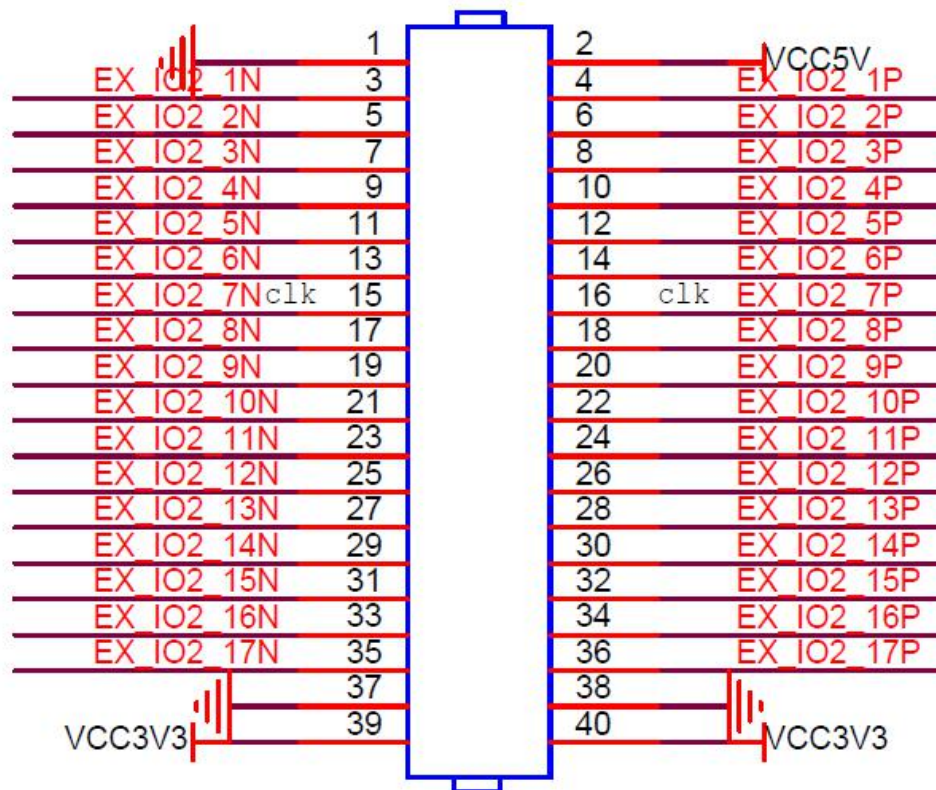 1 2 VCC5V
EX_IO2_1N 3 4 EX_IO2_1P
EX_IO2_2N 5 6 EX_IO2_2P
EX_IO2_3N 7 8 EX_IO2_3P
EX_IO2_4N 9 10 EX_IO2_4P
EX_IO2_5N 11 12 EX_IO2_5P
EX_IO2_6N 13 14 EX_IO2_6P
EX_IO2_7N clk 15 16 clk EX_IO2_7P
EX_IO2_8N 17 18 EX_IO2_8P
EX_IO2_9N 19 20 EX_IO2_9P
EX_IO2_10N 21 22 EX_IO2_10P
EX_IO2_11N 23 24 EX_IO2_11P
EX_IO2_12N 25 26 EX_IO2_12P
EX_IO2_13N 27 28 EX_IO2_13P
EX_IO2_14N 29 30 EX_IO2_14P
EX_IO2_15N 31 32 EX_IO2_15P
EX_IO2_16N 33 34 EX_IO2_16P
EX_IO2_17N 35 36 EX_IO2_17P
37 38
VCC3V3 39 40 VCC3V3